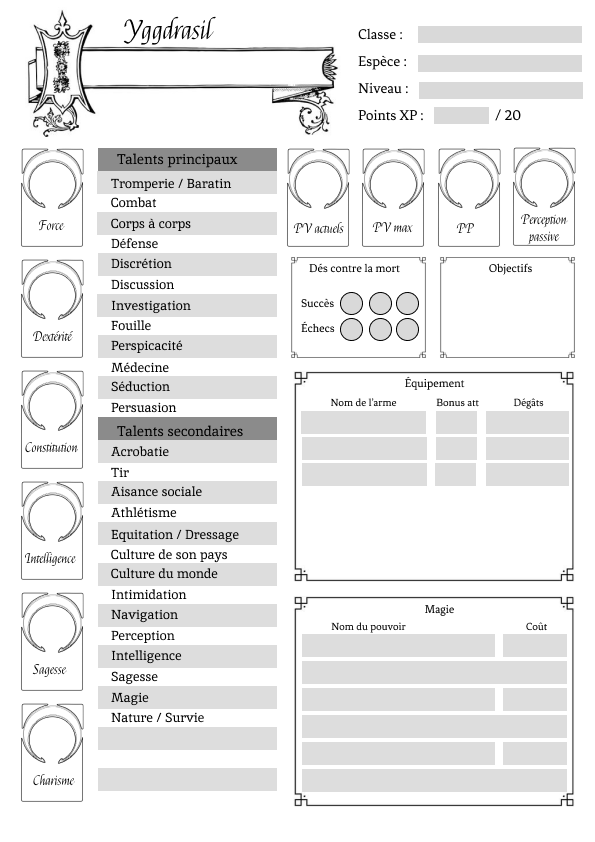 Yggdrasil
Classe :
Espèce :
Niveau :
Points XP : / 20
Force
Dextérité
Constitution
Intelligence
Sagesse
Charisme
Talents principaux
Tromperie / Baratin
Combat
Corps à corps
Défense
Discrétion
Discussion
Investigation
Fouille
Perspicacité
Médecine
Séduction
Persuasion
Talents secondaires
Acrobatie
Tir
Aisance sociale
Athlétisme
Equitation / Dressage
Culture de son pays
Culture du monde
Intimidation
Navigation
Perception
Intelligence
Sagesse
Magie
Nature / Survie
PV actuels
PV max
PP
Perception
passive
Dés contre la mort
Succès
Échecs
Objectifs
Équipement
Nom de l'arme Bonus att Dégâts
Magie
Nom du pouvoir Coût